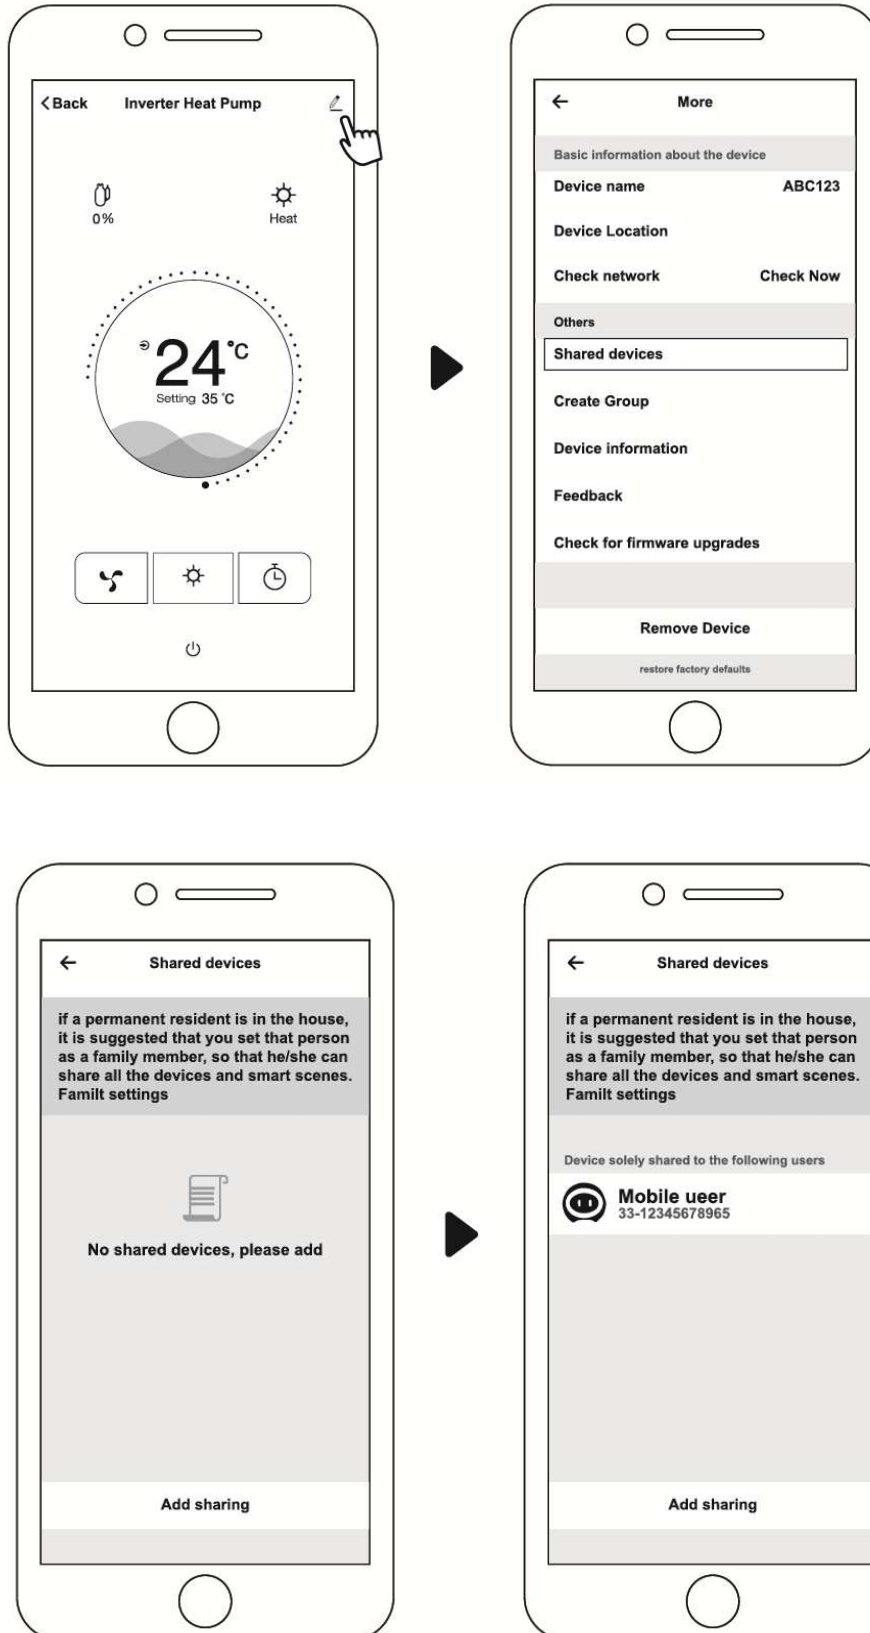 < Back Inverter Heat Pump
0% Heat
24°C
Setting 35 °C
← More
Basic information about the device
Device name ABC123
Device Location
Check network Check Now
Others
Shared devices
Create Group
Device information
Feedback
Check for firmware upgrades
Remove Device
restore factory defaults
← Shared devices
if a permanent resident is in the house,
it is suggested that you set that person
as a family member, so that he/she can
share all the devices and smart scenes.
Familt settings
No shared devices, please add
Add sharing
← Shared devices
if a permanent resident is in the house,
it is suggested that you set that person
as a family member, so that he/she can
share all the devices and smart scenes.
Familt settings
Device solely shared to the following users
Mobile ueer
33-12345678965
Add sharing